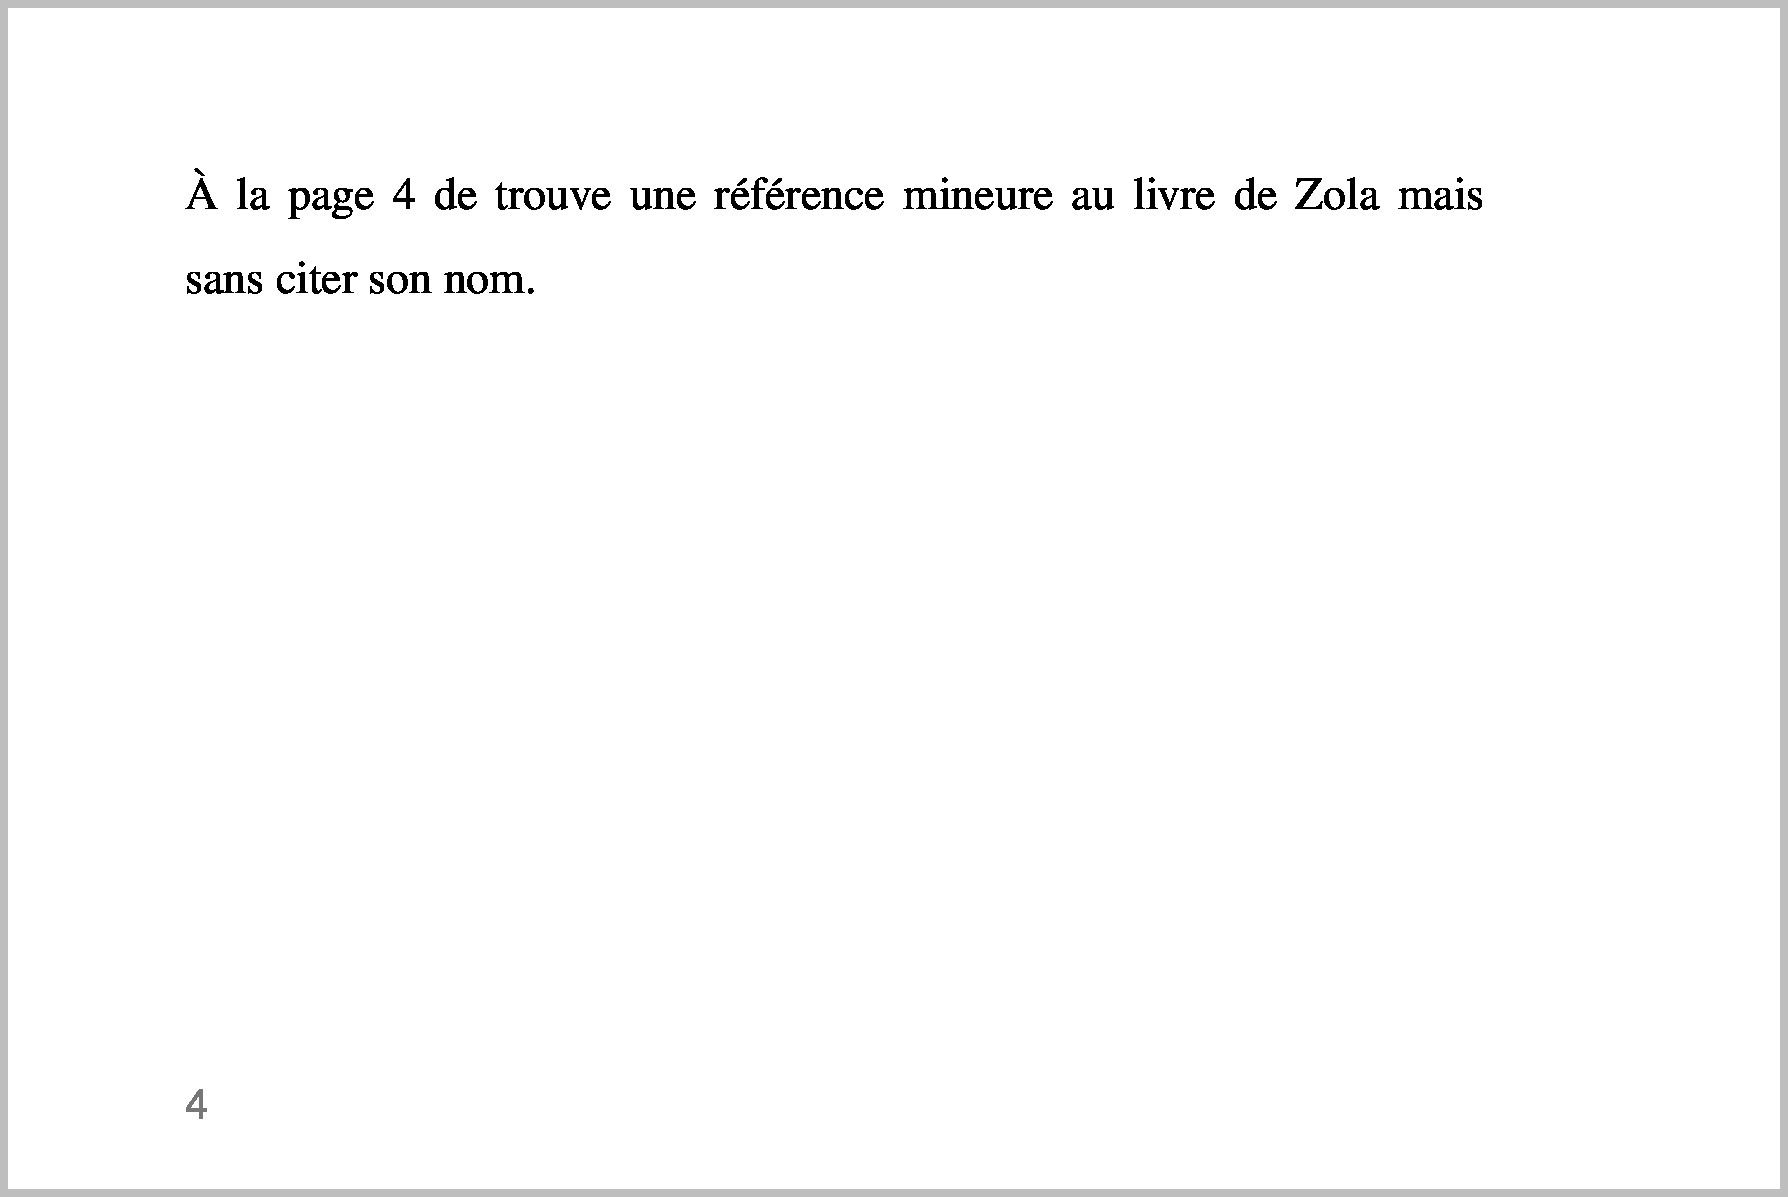 À la page 4 de trouve une référence mineure au livre de Zola mais
sans citer son nom.
4